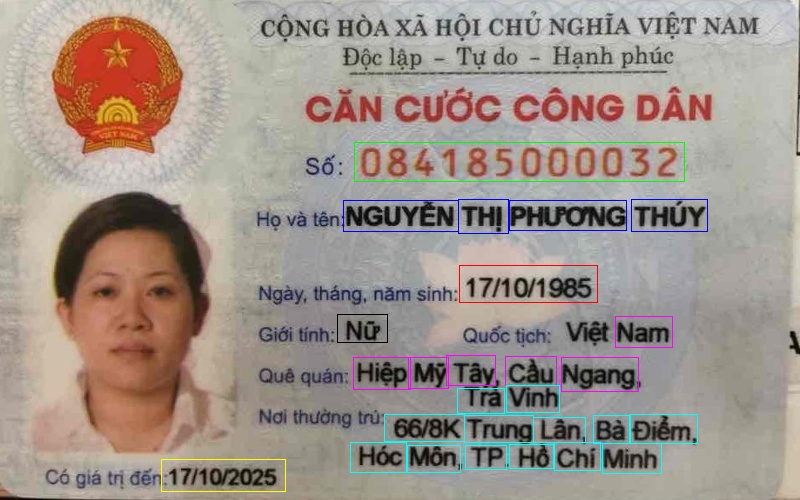 CỘNG HÒA XÃ HỘI CHỦ NGHĨA VIỆT NAM
Độc lập - Tự do - Hạnh phúc
CĂN CƯỚC CÔNG DÂN
VIỆT NAM
Số: 084185000032
Họ và tên: NGUYỄN THỊ PHƯƠNG THÚY
Ngày, tháng, năm sinh: 17/10/1985
Giới tính: Nữ Quốc tịch: Việt Nam
Quê quán: Hiệp Mỹ Tây, Cầu Ngang,
Trà Vinh
Nơi thường trú: 66/8K Trung Lân, Bà Điểm,
Hóc Môn, TP. Hồ Chí Minh
Có giá trị đến: 17/10/2025